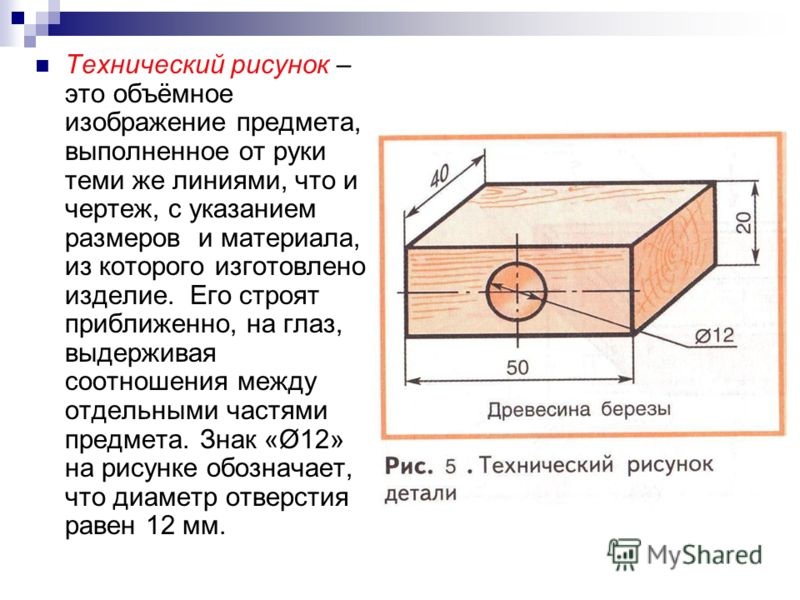 Технический рисунок –
это объёмное
изображение предмета,
выполненное от руки
теми же линиями, что и
чертеж, с указанием
размеров и материала,
из которого изготовлено
изделие. Его строят
приближенно, на глаз,
выдерживая
соотношения между
отдельными частями
предмета. Знак «Ø12»
на рисунке обозначает,
что диаметр отверстия
равен 12 мм.
40
20
Ø12
50
Древесина березы
Рис. 5 . Технический рисунок
детали
MyShared